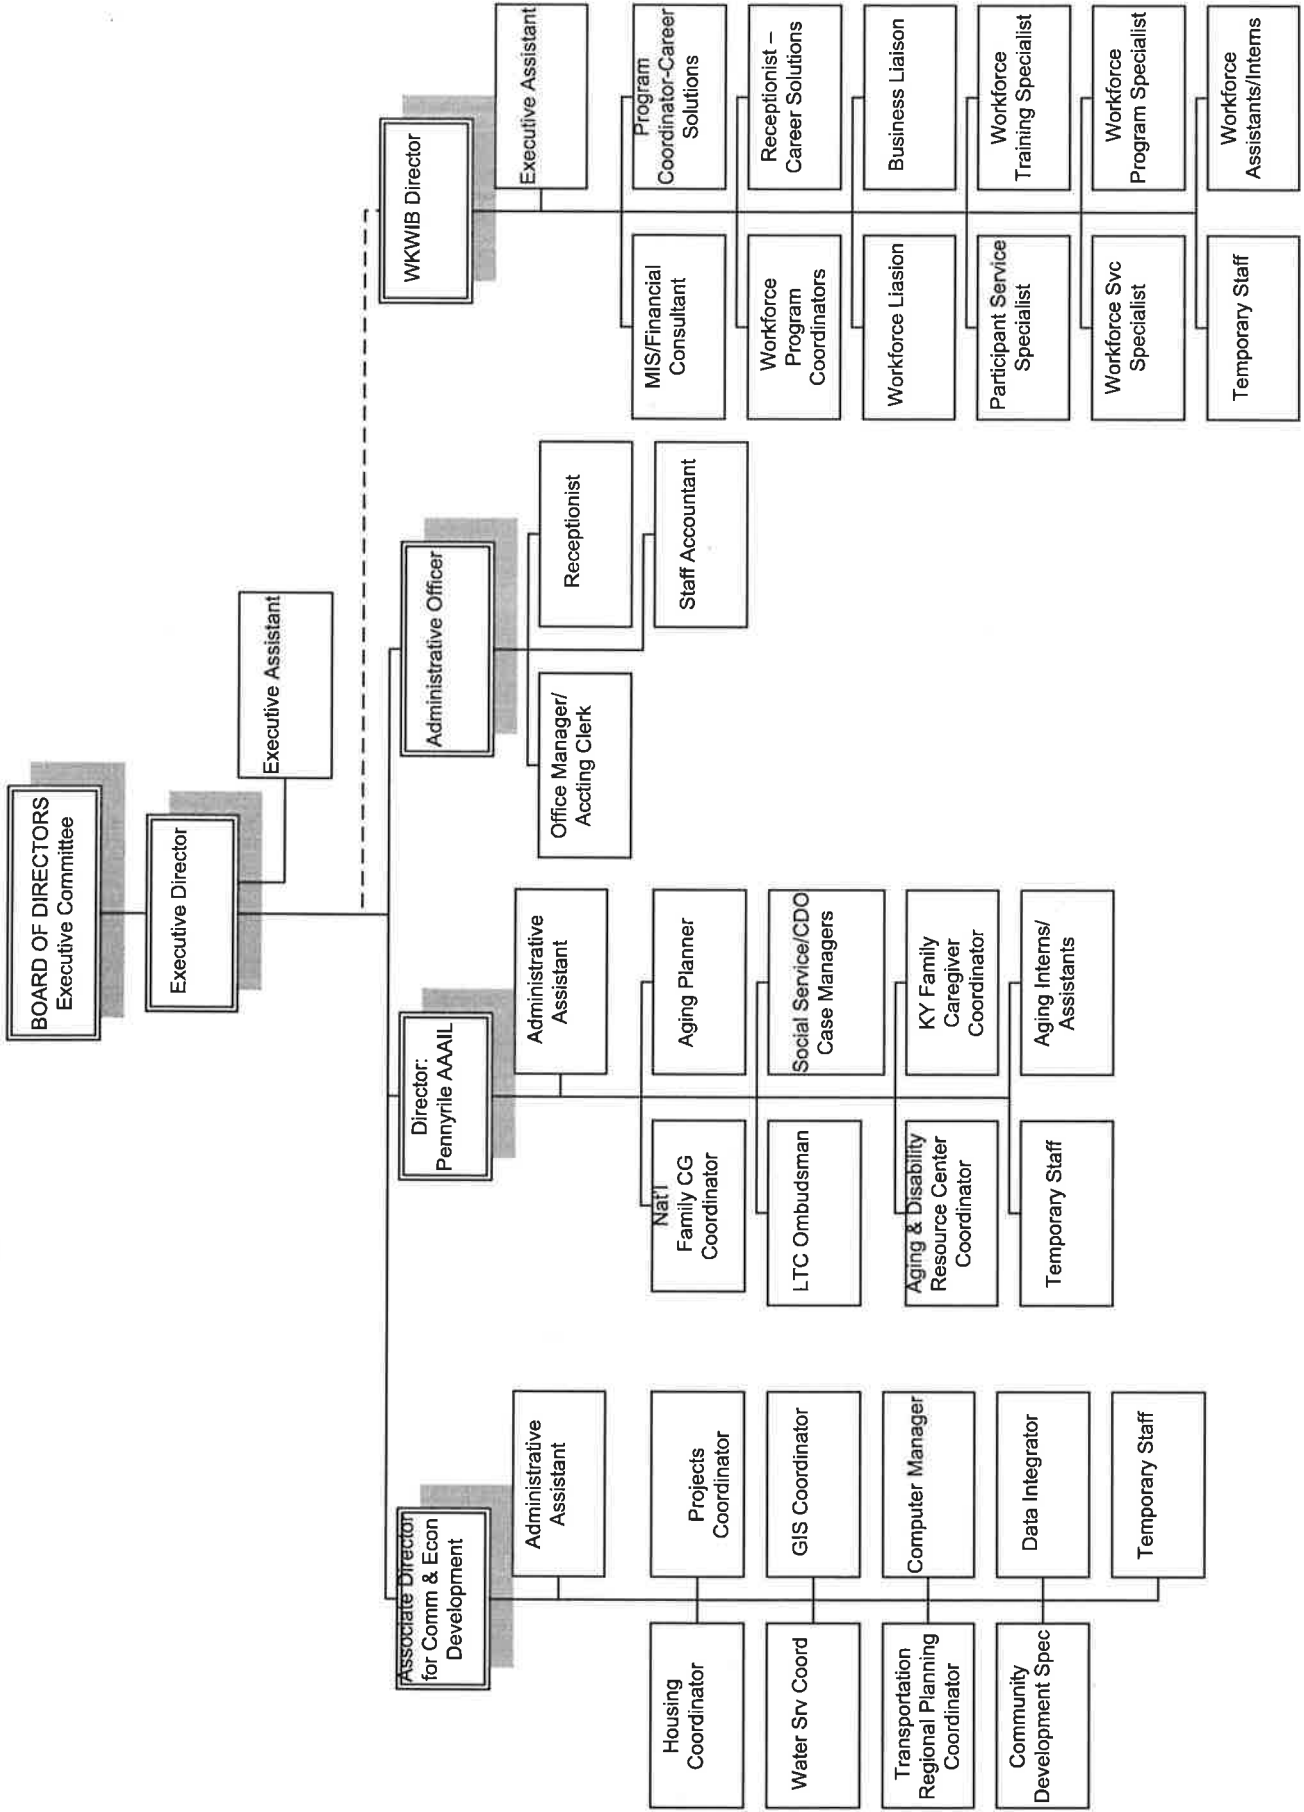 BOARD OF DIRECTORS
Executive Committee
Executive Director
Executive Assistant
Associate Director
for Comm & Econ
Development
Administrative
Assistant
Housing
Coordinator
Projects
Coordinator
Water Srv Coord
GIS Coordinator
Transportation
Regional Planning
Coordinator
Computer Manager
Community
Development Spec
Data Integrator
Temporary Staff
Director:
Pennyrile AAAIL
Administrative
Assistant
Nat'l
Family CG
Coordinator
Aging Planner
LTC Ombudsman
Social Service/CDO
Case Managers
Aging & Disability
Resource Center
Coordinator
KY Family
Caregiver
Coordinator
Temporary Staff
Aging Interns/
Assistants
Administrative Officer
Office Manager/
Accting Clerk
Receptionist
Staff Accountant
WKWIB Director
Executive Assistant
MIS/Financial
Consultant
Program
Coordinator-Career
Solutions
Workforce
Program
Coordinators
Receptionist –
Career Solutions
Workforce Liasion
Business Liaison
Participant Service
Specialist
Workforce
Training Specialist
Workforce Svc
Specialist
Workforce
Program Specialist
Temporary Staff
Workforce
Assistants/Interns